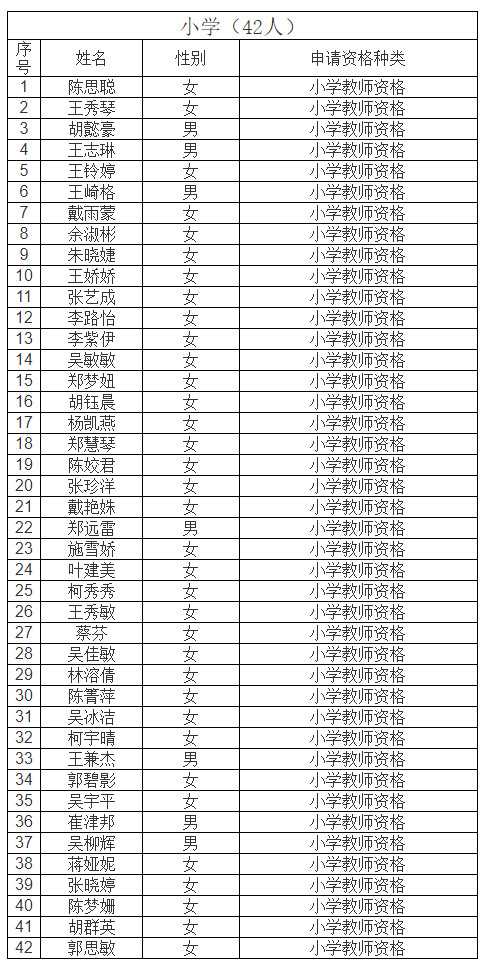 小学（42人）
序号 姓名 性别 申请资格种类
1 陈思聪 女 小学教师资格
2 王秀琴 女 小学教师资格
3 胡懿豪 男 小学教师资格
4 王志琳 男 小学教师资格
5 王铃婷 女 小学教师资格
6 王崎格 男 小学教师资格
7 戴雨蒙 女 小学教师资格
8 余淑彬 女 小学教师资格
9 朱晓婕 女 小学教师资格
10 王娇娇 女 小学教师资格
11 张艺成 女 小学教师资格
12 李路怡 女 小学教师资格
13 李紫伊 女 小学教师资格
14 吴敏敏 女 小学教师资格
15 郑梦妞 女 小学教师资格
16 胡钰晨 女 小学教师资格
17 杨凯燕 女 小学教师资格
18 郑慧琴 女 小学教师资格
19 陈姣君 女 小学教师资格
20 张珍洋 女 小学教师资格
21 戴艳姝 女 小学教师资格
22 郑远雷 男 小学教师资格
23 施雪娇 女 小学教师资格
24 叶建美 女 小学教师资格
25 柯秀秀 女 小学教师资格
26 王秀敏 女 小学教师资格
27 蔡芬 女 小学教师资格
28 吴佳敏 女 小学教师资格
29 林溶倩 女 小学教师资格
30 陈箐萍 女 小学教师资格
31 吴冰洁 女 小学教师资格
32 柯宇晴 女 小学教师资格
33 王兼杰 男 小学教师资格
34 郭碧影 女 小学教师资格
35 吴宇平 女 小学教师资格
36 崔津邦 男 小学教师资格
37 吴柳辉 男 小学教师资格
38 蒋娅妮 女 小学教师资格
39 张晓婷 女 小学教师资格
40 陈梦姗 女 小学教师资格
41 胡群英 女 小学教师资格
42 郭思敏 女 小学教师资格